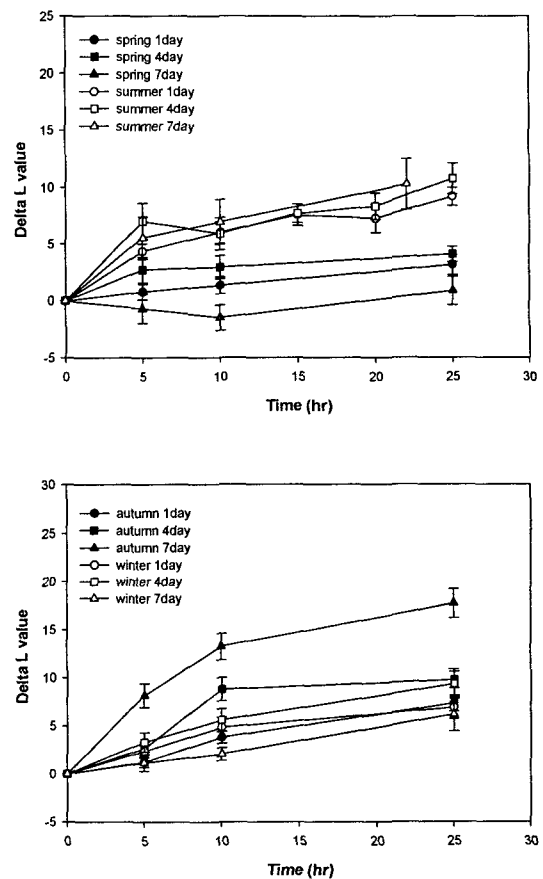 25
20
15
10
5
0
-5
Delta L value
spring 1day
spring 4day
spring 7day
summer 1day
summer 4day
summer 7day
0 5 10 15 20 25 30
Time (hr)
30
25
20
15
10
5
0
-5
Delta L value
autumn 1day
autumn 4day
autumn 7day
winter 1day
winter 4day
winter 7day
0 5 10 15 20 25 30
Time (hr)